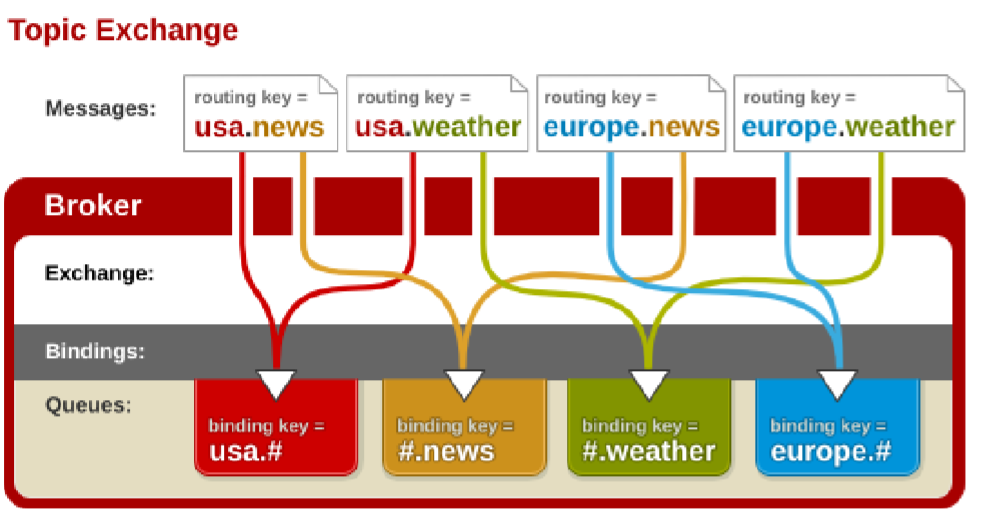 Topic Exchange
Messages:
routing key =
usa.news
routing key =
usa.weather
routing key =
europe.news
routing key =
europe.weather
Broker
Exchange:
Bindings:
Queues:
binding key =
usa.#
binding key =
#.news
binding key =
#.weather
binding key =
europe.#